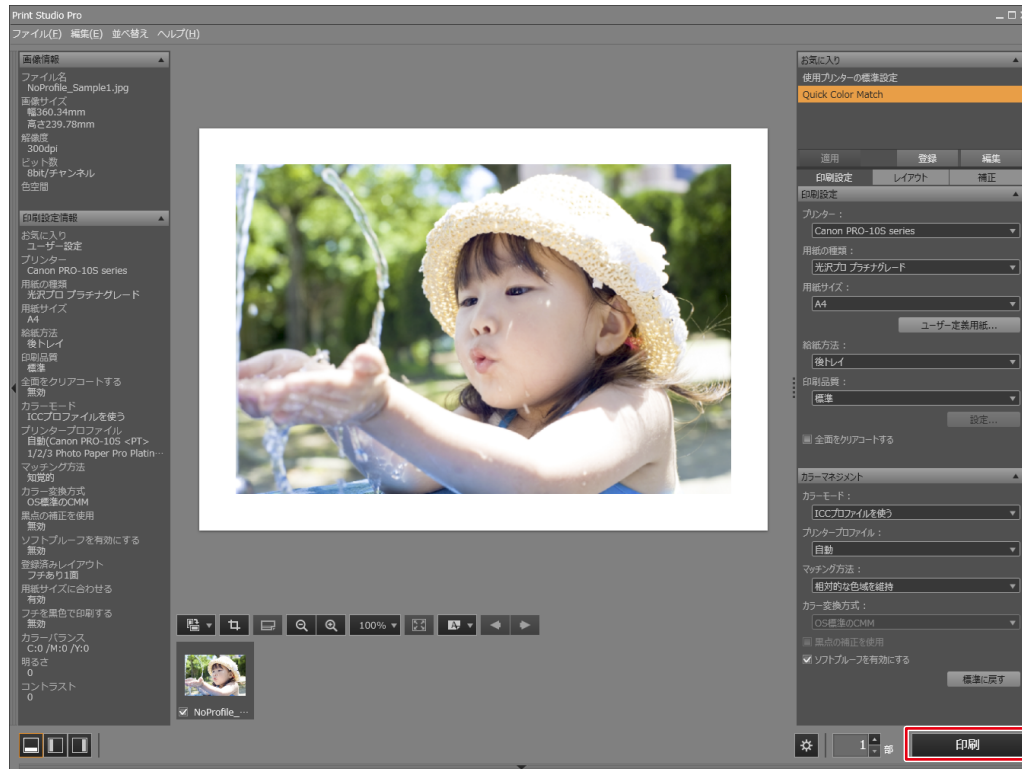 Print Studio Pro
ファイル(F) 編集(E) 並べ替え ヘルプ(H)
画像情報
ファイル名
NoProfile_Sample1.jpg
画像サイズ
幅360.34mm
高さ239.78mm
解像度
300dpi
ビット数
8bit/チャンネル
色空間
印刷設定情報
お気に入り
ユーザー設定
プリンター
Canon PRO-10S series
用紙の種類
光沢プロ プラチナグレード
用紙サイズ
A4
給紙方法
後トレイ
印刷品質
標準
全面をクリアコートする
無効
カラーモード
ICCプロファイルを使う
プリンタープロファイル
自動(Canon PRO-10S <PT>
1/2/3 Photo Paper Pro Platin…
マッチング方法
知覚的
カラー変換方式
OS標準のCMM
黒点の補正を使用
無効
ソフトプルーフを有効にする
無効
登録済みレイアウト
フチあり1面
用紙サイズに合わせる
有効
フチを黒色で印刷する
無効
カラーバランス
C:0 /M:0 /Y:0
明るさ
0
コントラスト
0
100%
A
NoProfile_…
お気に入り
使用プリンターの標準設定
Quick Color Match
適用 登録 編集
印刷設定 レイアウト 補正
印刷設定
プリンター：
Canon PRO-10S series
用紙の種類：
光沢プロ プラチナグレード
用紙サイズ：
A4
ユーザー定義用紙...
給紙方法：
後トレイ
印刷品質：
標準
設定...
全面をクリアコートする
カラーマネジメント
カラーモード：
ICCプロファイルを使う
プリンタープロファイル：
自動
マッチング方法：
相対的な色域を維持
カラー変換方式：
OS標準のCMM
黒点の補正を使用
ソフトプルーフを有効にする
標準に戻す
1 部 印刷